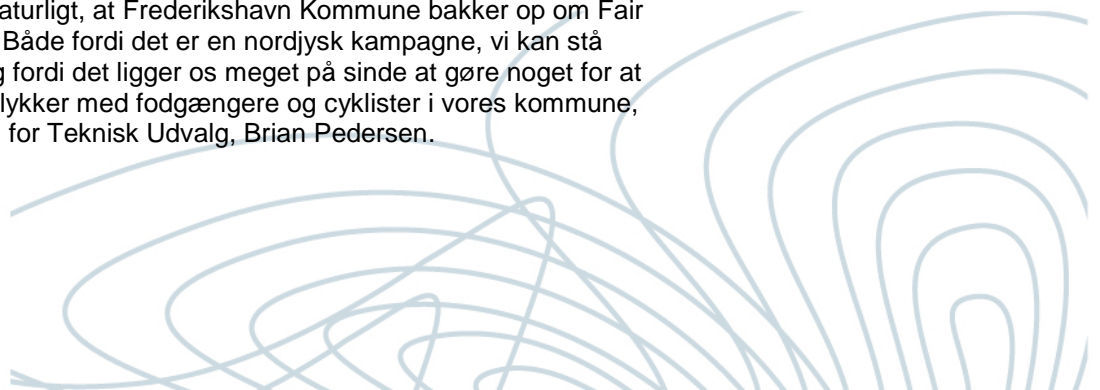 naturligt, at Frederikshavn Kommune bakker op om Fair
Både fordi det er en nordjysk kampagne, vi kan stå
fordi det ligger os meget på sinde at gøre noget for at
med fodgængere og cyklister i vores kommune,
for Teknisk Udvalg, Brian Pedersen.